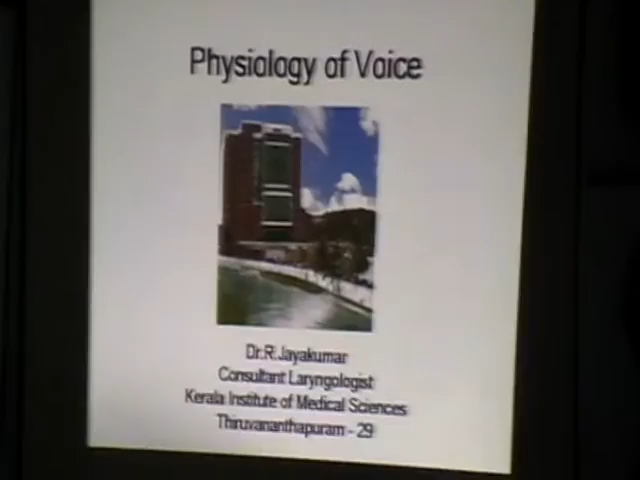 Physiology of Voice
Dr.R.Jayakumar
Consultant Laryngologist
Kerala Institute of Medical Sciences
Thiruvananthapuram - 29